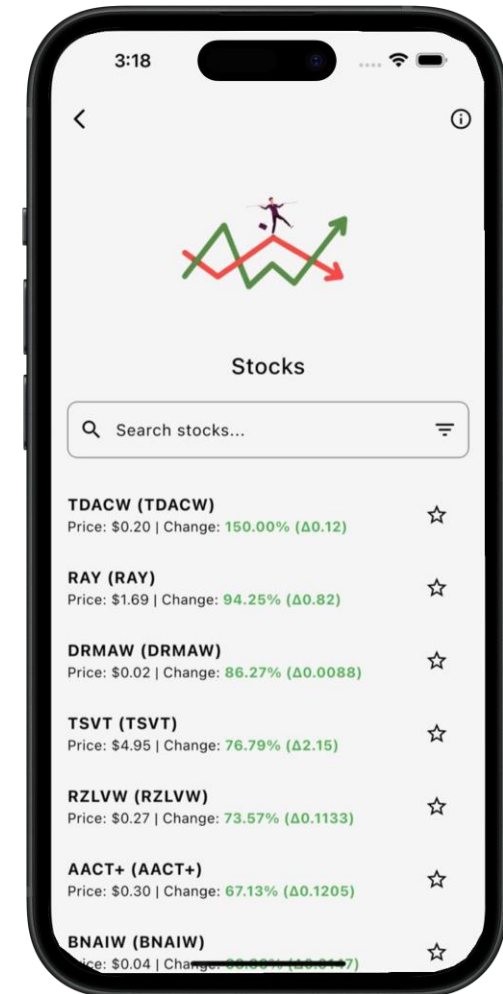 3:18
Stocks
Search stocks...
TDACW (TDACW)
Price: $0.20 | Change: 150.00% (Δ0.12)
RAY (RAY)
Price: $1.69 | Change: 94.25% (Δ0.82)
DRMAW (DRMAW)
Price: $0.02 | Change: 86.27% (Δ0.0088)
TSVT (TSVT)
Price: $4.95 | Change: 76.79% (Δ2.15)
RZLVW (RZLVW)
Price: $0.27 | Change: 73.57% (Δ0.1133)
AACT+ (AACT+)
Price: $0.30 | Change: 67.13% (Δ0.1205)
BNAIW (BNAIW)
Price: $0.04 | Change: